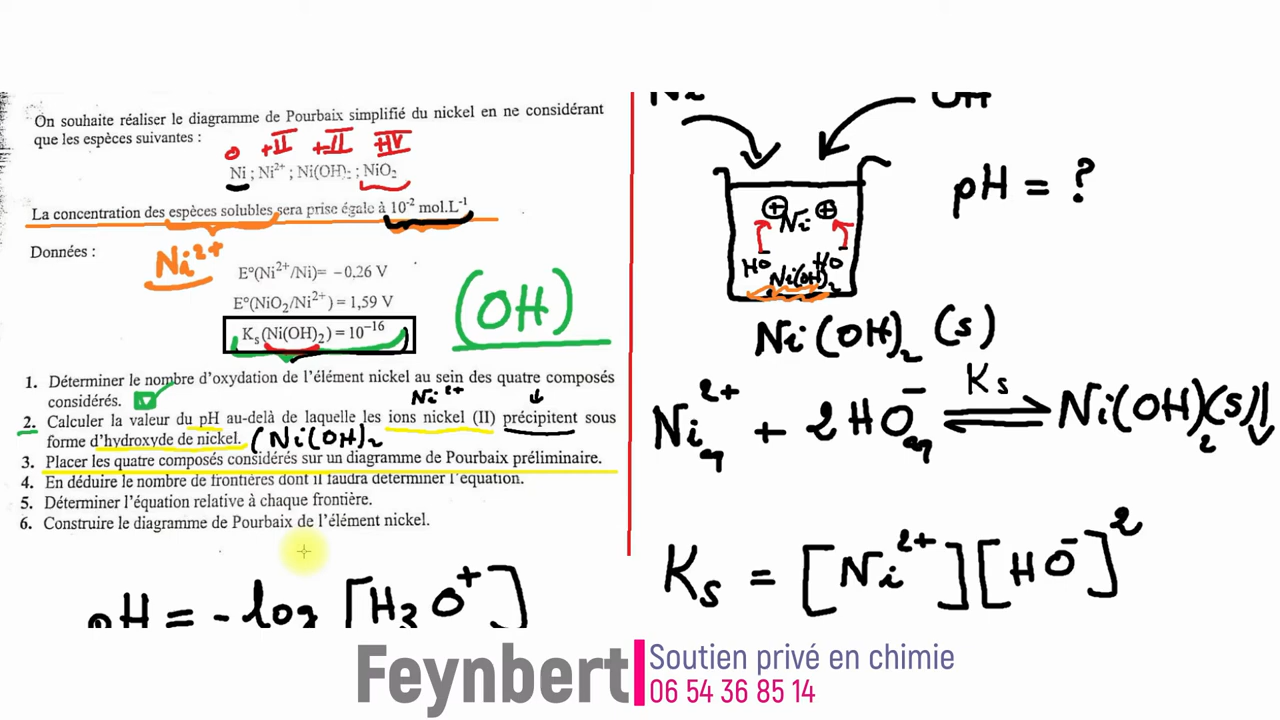 On souhaite réaliser le diagramme de Pourbaix simplifié du nickel en ne considérant
que les espèces suivantes :
0 +II +II +IV
Ni ; Ni²⁺ ; Ni(OH)₂ ; NiO₂
La concentration des espèces solubles sera prise égale à 10⁻² mol.L⁻¹
Données :
Ni²⁺
E°(Ni²⁺/Ni)= −0,26 V
E°(NiO₂/Ni²⁺) = 1,59 V
Ks(Ni(OH)₂) = 10⁻¹⁶
(OH)
1. Déterminer le nombre d'oxydation de l'élément nickel au sein des quatre composés
considérés.
Ni²⁺ ↓
2. Calculer la valeur du pH au-delà de laquelle les ions nickel (II) précipitent sous
forme d'hydroxyde de nickel. (Ni(OH)₂
3. Placer les quatre composés considérés sur un diagramme de Pourbaix préliminaire.
4. En déduire le nombre de frontières dont il faudra déterminer l'équation.
5. Déterminer l'équation relative à chaque frontière.
6. Construire le diagramme de Pourbaix de l'élément nickel.
pH = -log [H₃O⁺]
pH = ?
⊕ Ni ⊕
HO⁻ HO⁻
Ni(OH)₂
Ni(OH)₂ (s)
Ni²⁺aq + 2HO⁻aq ⇌ Ks Ni(OH)₂(s)↓
Ks = [Ni²⁺][HO⁻]²
Feynbert
Soutien privé en chimie
06 54 36 85 14